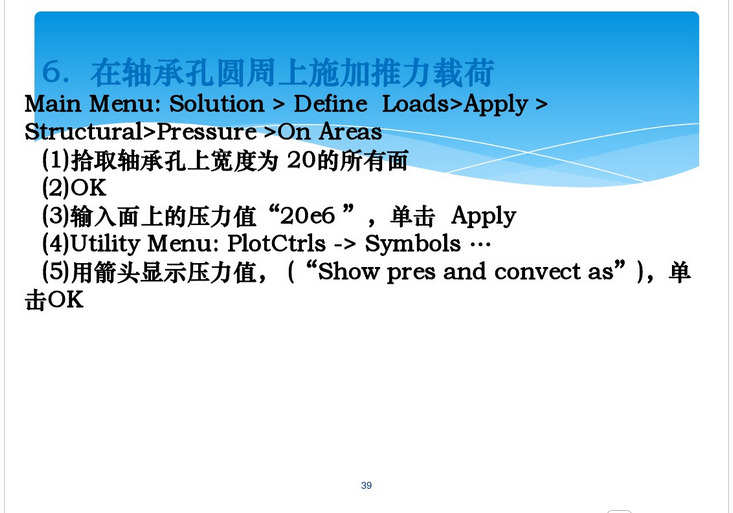 6. 在轴承孔圆周上施加推力载荷
Main Menu: Solution > Define Loads>Apply >
Structural>Pressure >On Areas
(1)拾取轴承孔上宽度为 20的所有面
(2)OK
(3)输入面上的压力值“20e6 ”，单击 Apply
(4)Utility Menu: PlotCtrls -> Symbols …
(5)用箭头显示压力值，（“Show pres and convect as”)，单
击OK
39